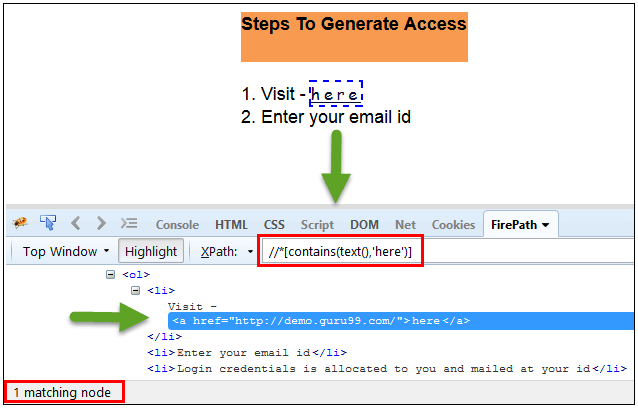 Steps To Generate Access
1. Visit - here
2. Enter your email id
Console HTML CSS Script DOM Net Cookies FirePath
Top Window Highlight XPath: //*[contains(text(),'here')]
<ol>
<li>
Visit –
<a href="http://demo.guru99.com/">here</a>
</li>
<li>Enter your email id</li>
<li>Login credentials is allocated to you and mailed at your id</li>
1 matching node